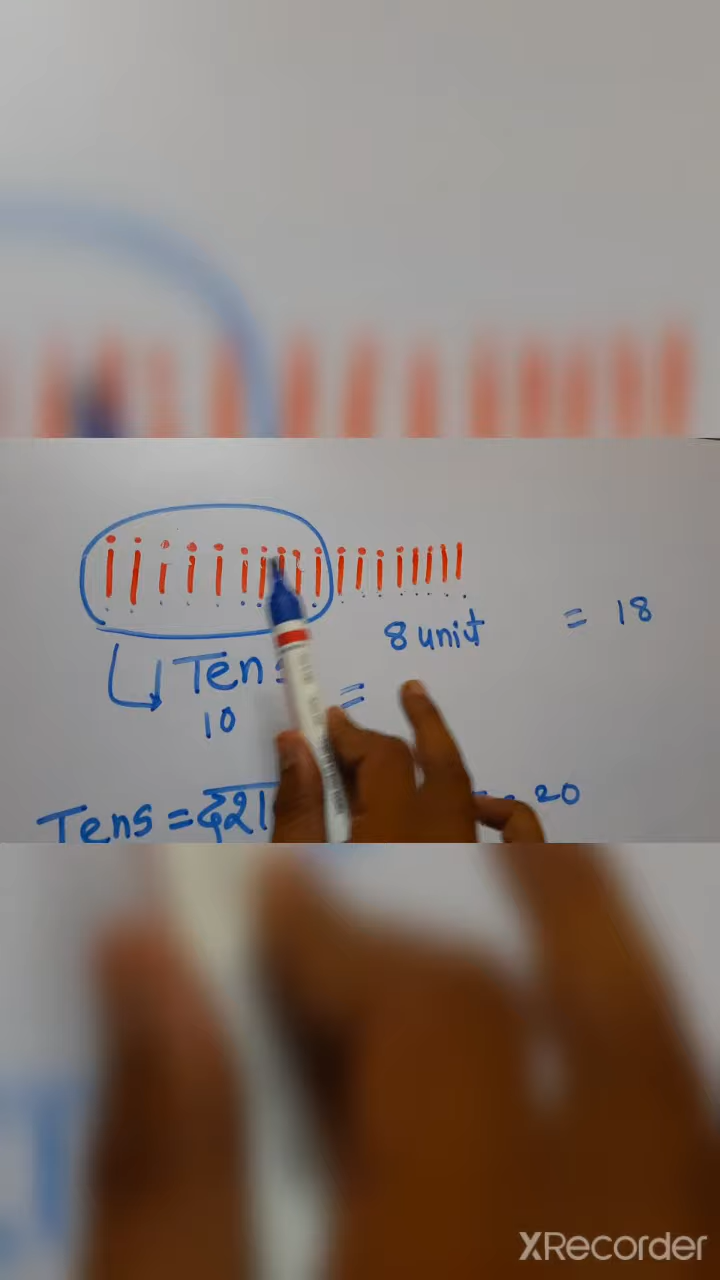 8 unit = 18
Tens =
10
Tens = 20
XRecorder